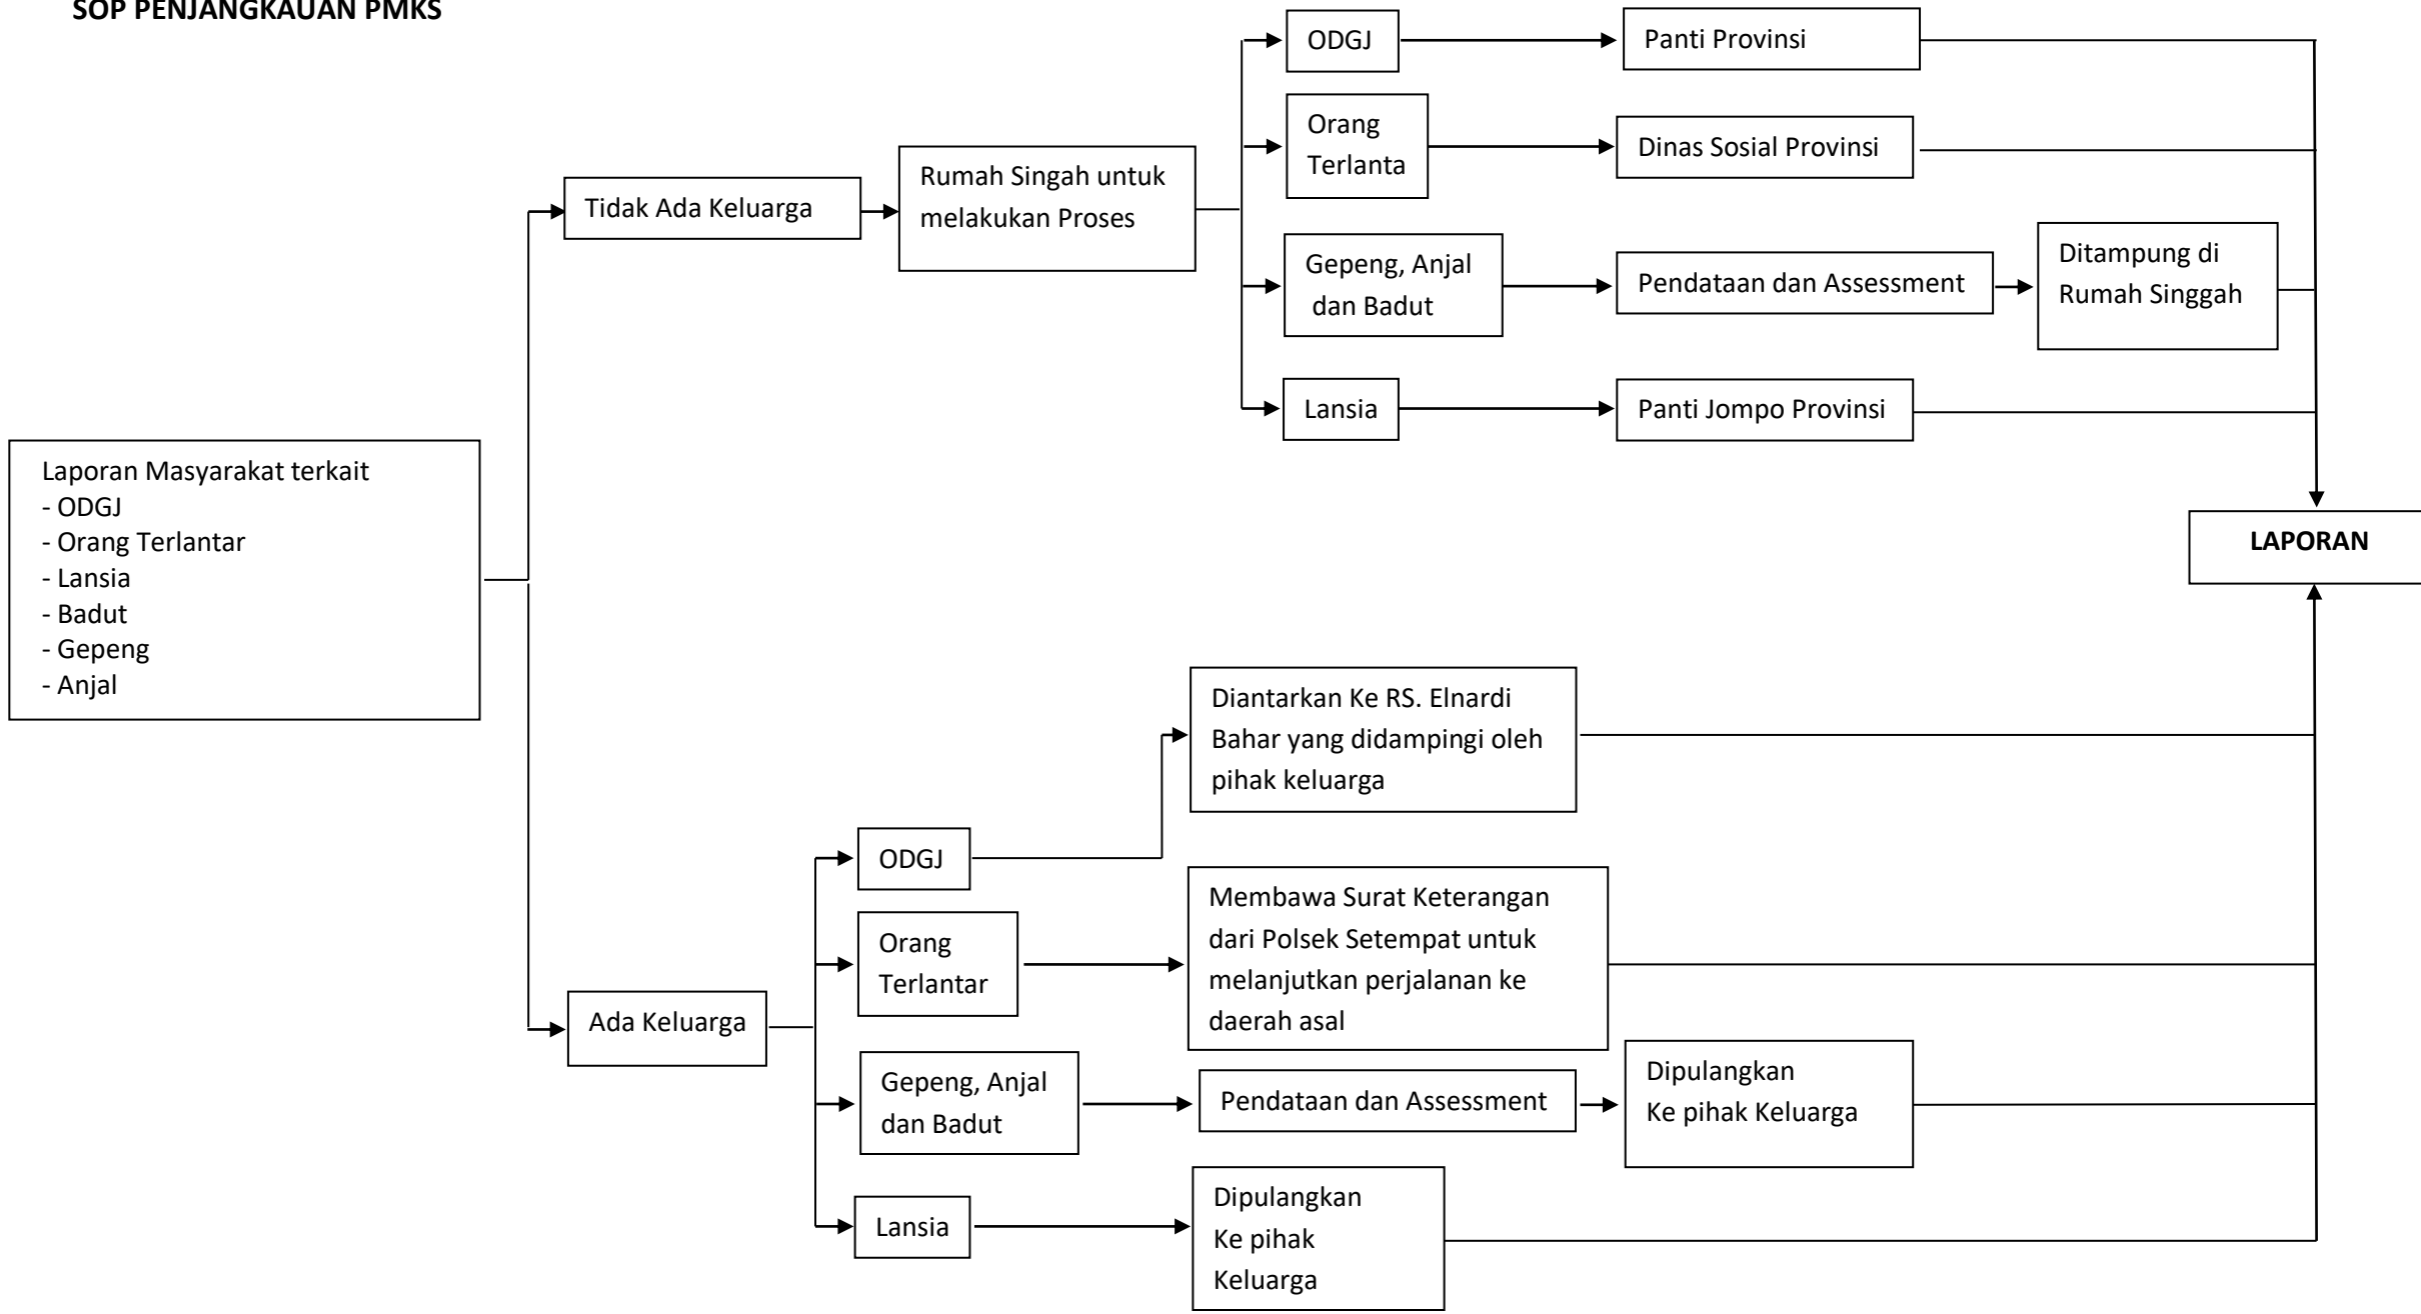 SOP PENJANGKAUAN PMKS
Laporan Masyarakat terkait
- ODGJ
- Orang Terlantar
- Lansia
- Badut
- Gepeng
- Anjal
Tidak Ada Keluarga
Rumah Singah untuk
melakukan Proses
ODGJ
Panti Provinsi
Orang
Terlanta
Dinas Sosial Provinsi
Gepeng, Anjal
dan Badut
Pendataan dan Assessment
Ditampung di
Rumah Singgah
Lansia
Panti Jompo Provinsi
LAPORAN
Ada Keluarga
ODGJ
Diantarkan Ke RS. Elnardi
Bahar yang didampingi oleh
pihak keluarga
Orang
Terlantar
Membawa Surat Keterangan
dari Polsek Setempat untuk
melanjutkan perjalanan ke
daerah asal
Gepeng, Anjal
dan Badut
Pendataan dan Assessment
Dipulangkan
Ke pihak Keluarga
Lansia
Dipulangkan
Ke pihak
Keluarga